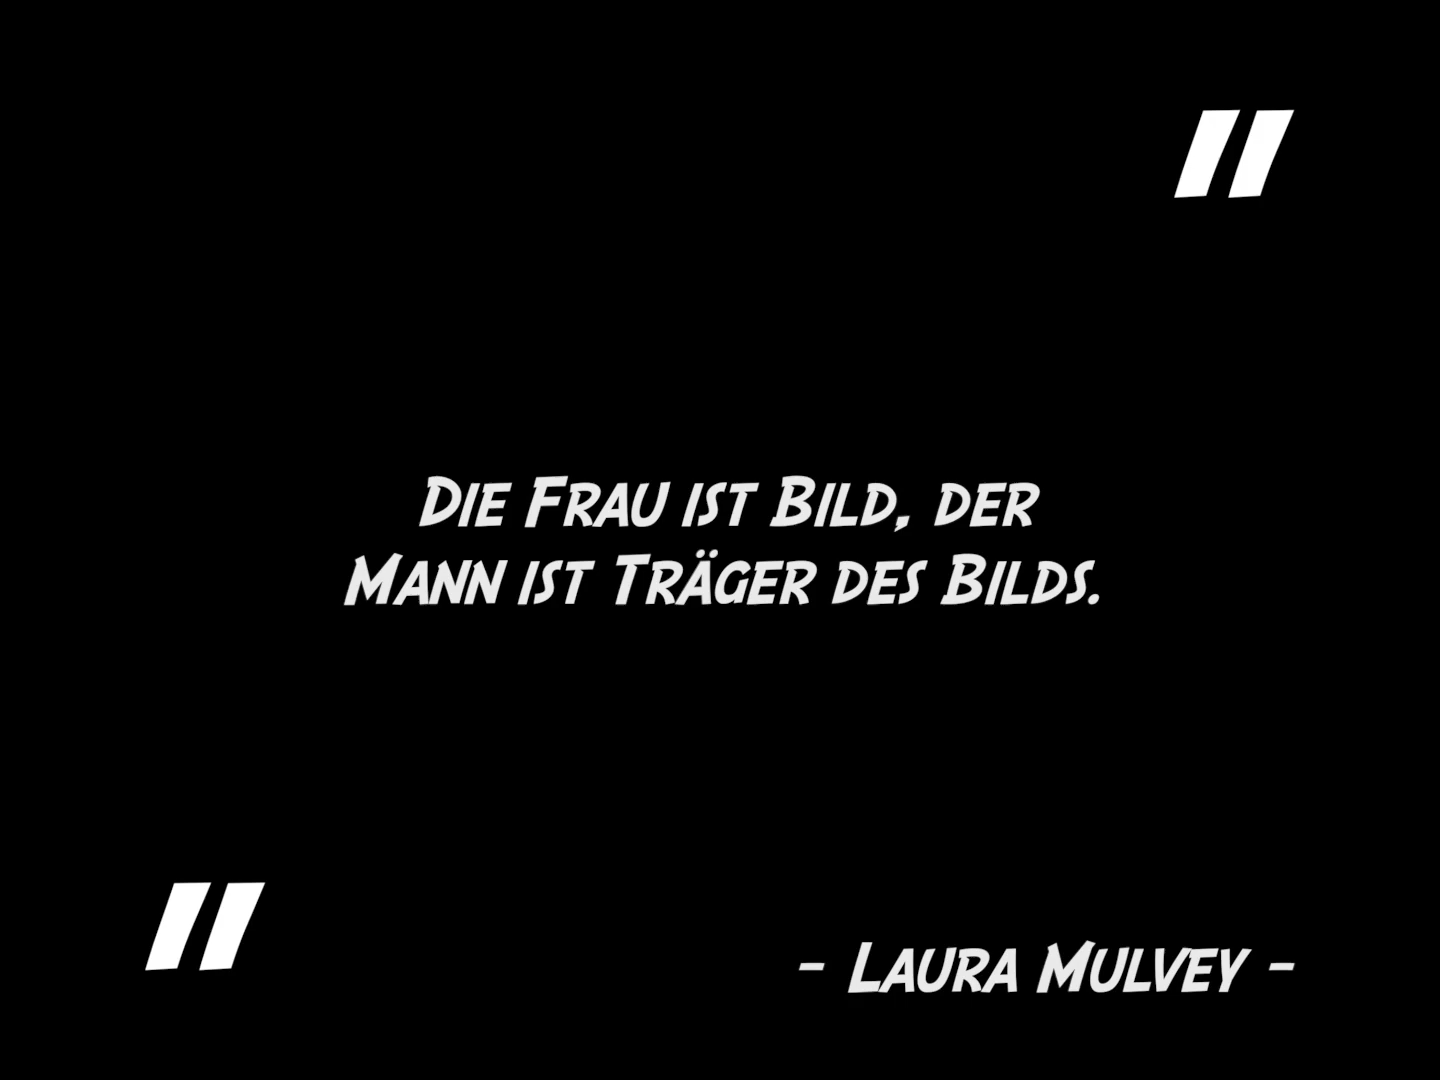 "
Die Frau ist Bild, der
Mann ist Träger des Bilds.
"
- Laura Mulvey -